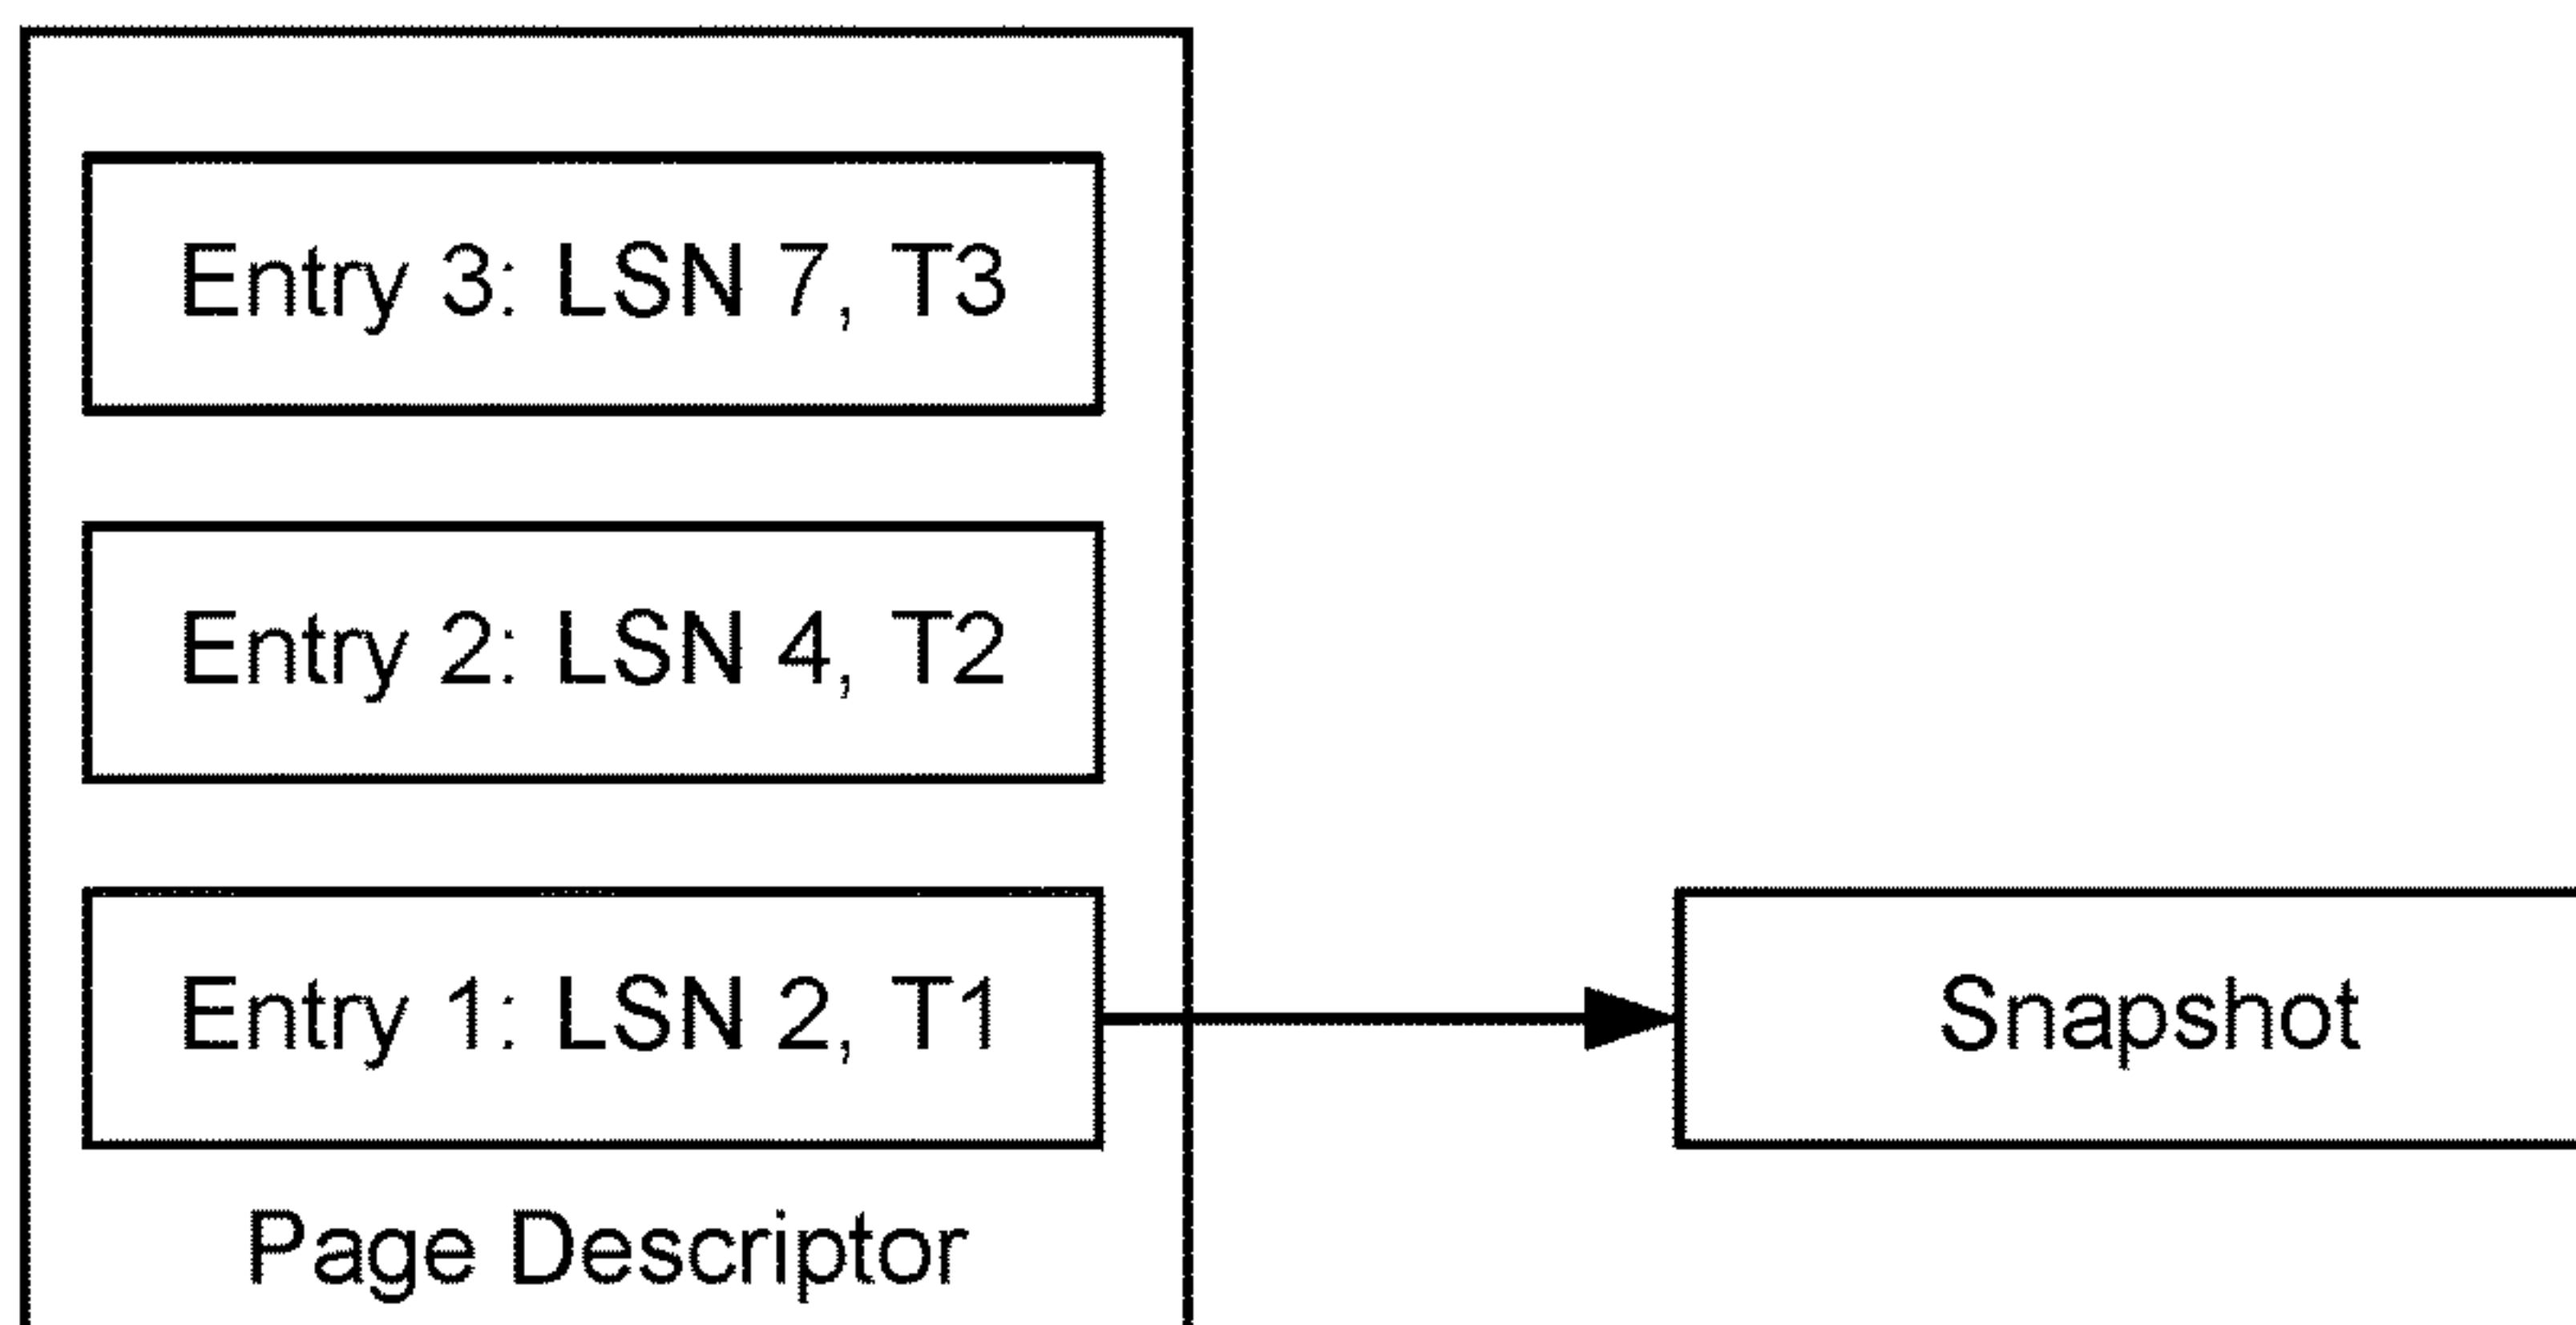 Entry 3: LSN 7, T3
Entry 2: LSN 4, T2
Entry 1: LSN 2, T1
Snapshot
Page Descriptor